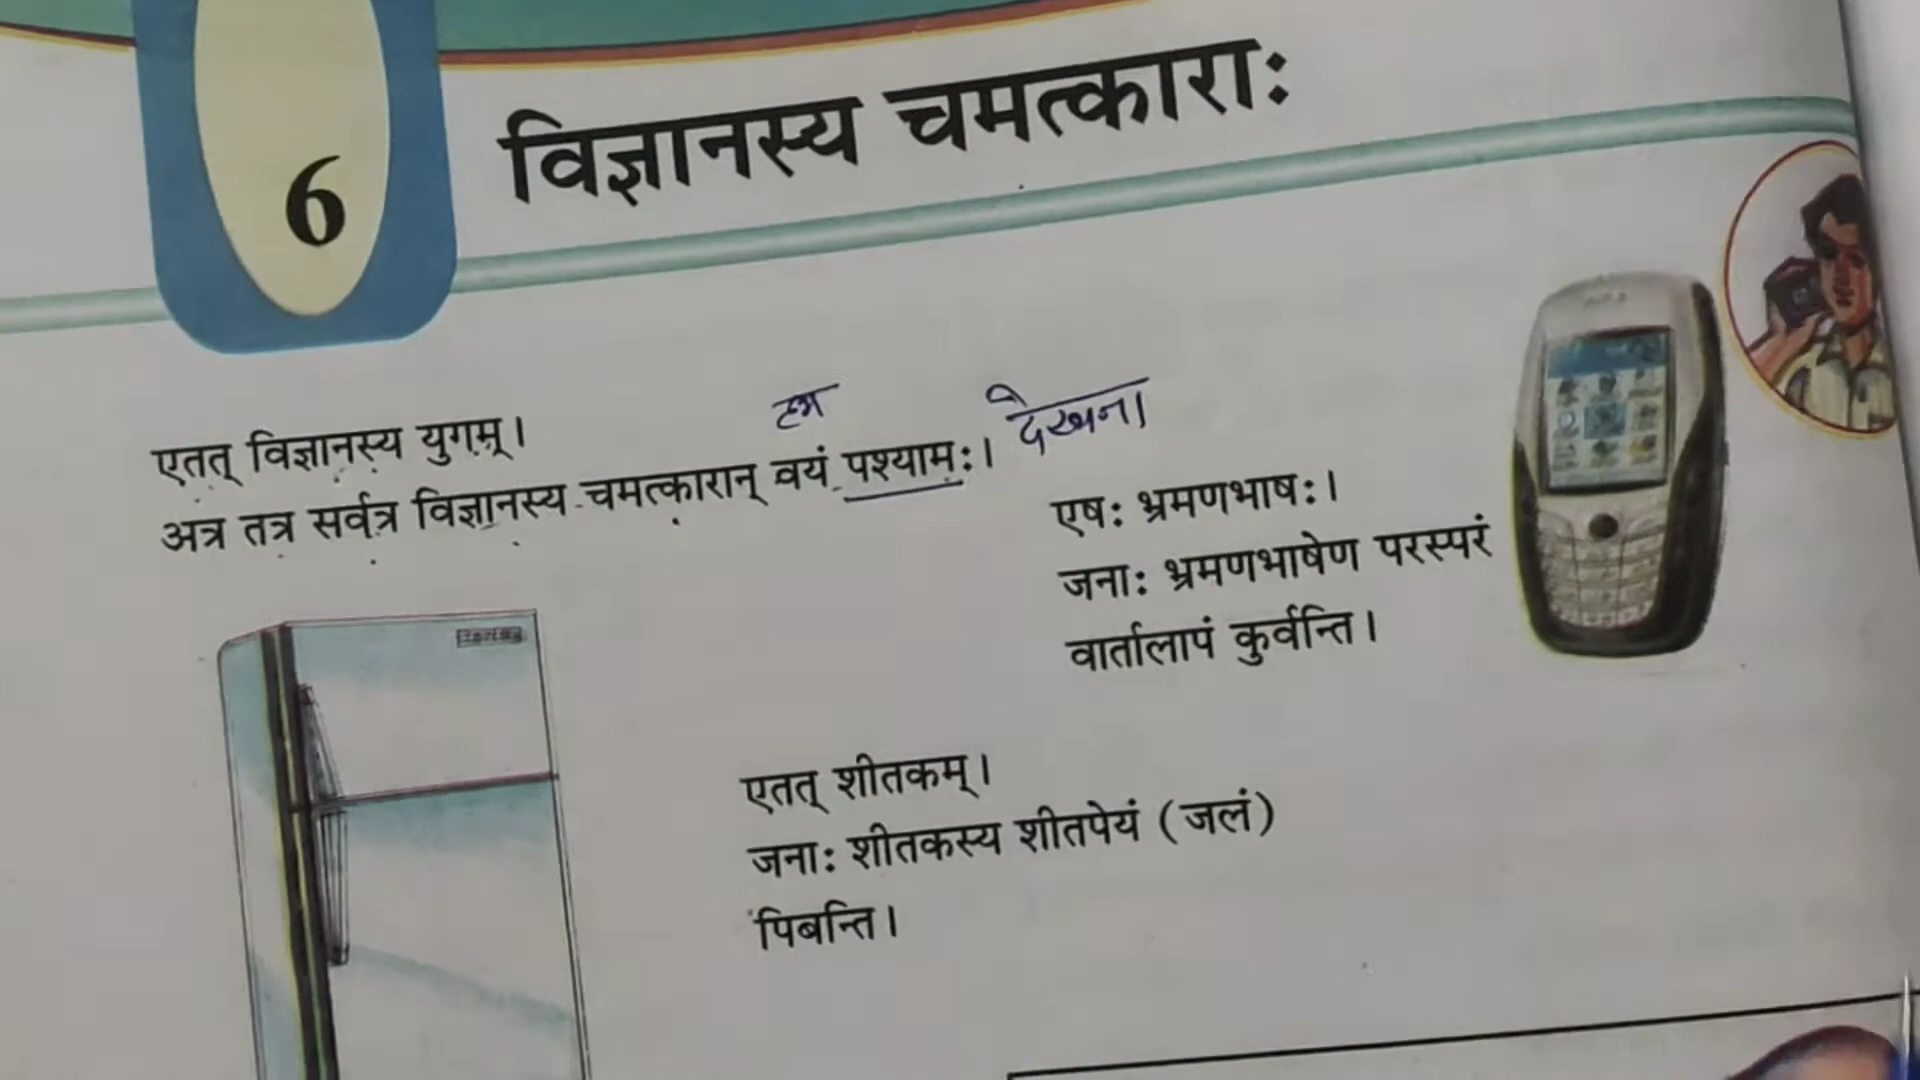 6
विज्ञानस्य चमत्काराः
एतत् विज्ञानस्य युगम्।
हम
देखना
अत्र तत्र सर्वत्र विज्ञानस्य चमत्कारान् वयं पश्यामः।
एषः भ्रमणभाषः।
जनाः भ्रमणभाषेण परस्परं
वार्तालापं कुर्वन्ति।
एतत् शीतकम्।
जनाः शीतकस्य शीतपेयं (जलं)
पिबन्ति।